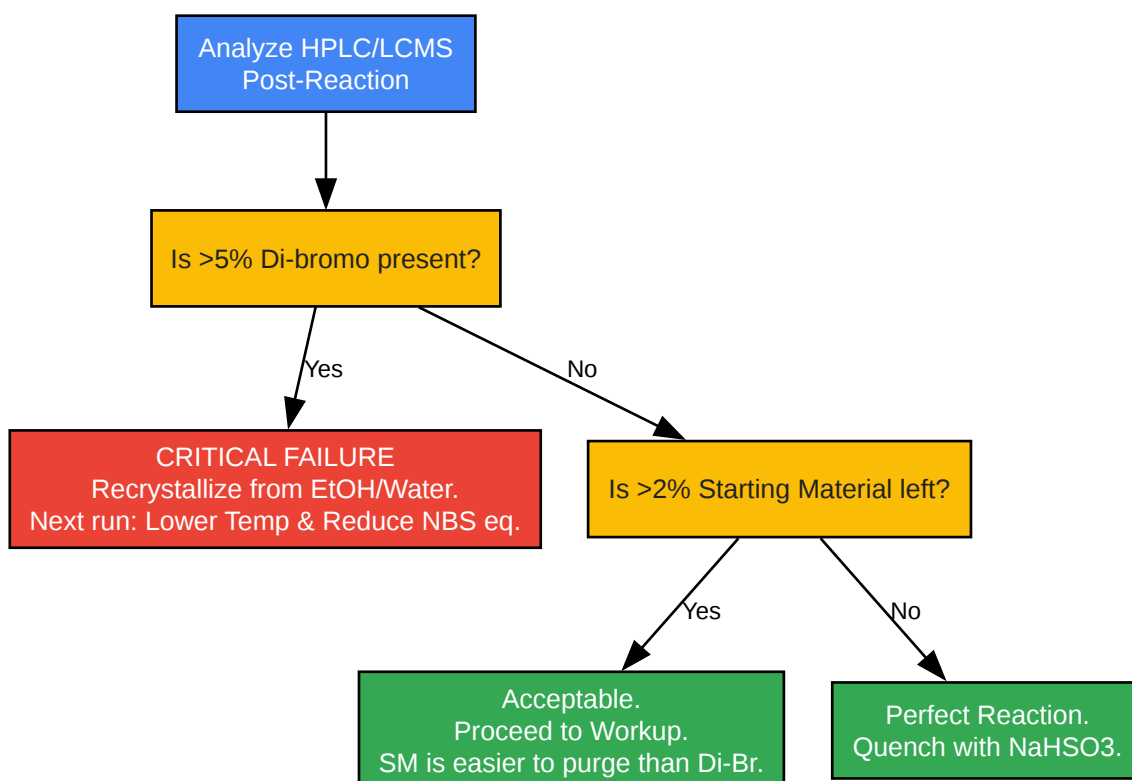 Analyze HPLC/LCMS
Post-Reaction
Is >5% Di-bromo present?
Yes
No
CRITICAL FAILURE
Recrystallize from EtOH/Water.
Next run: Lower Temp & Reduce NBS eq.
Is >2% Starting Material left?
Yes
No
Acceptable.
Proceed to Workup.
SM is easier to purge than Di-Br.
Perfect Reaction.
Quench with NaHSO3.